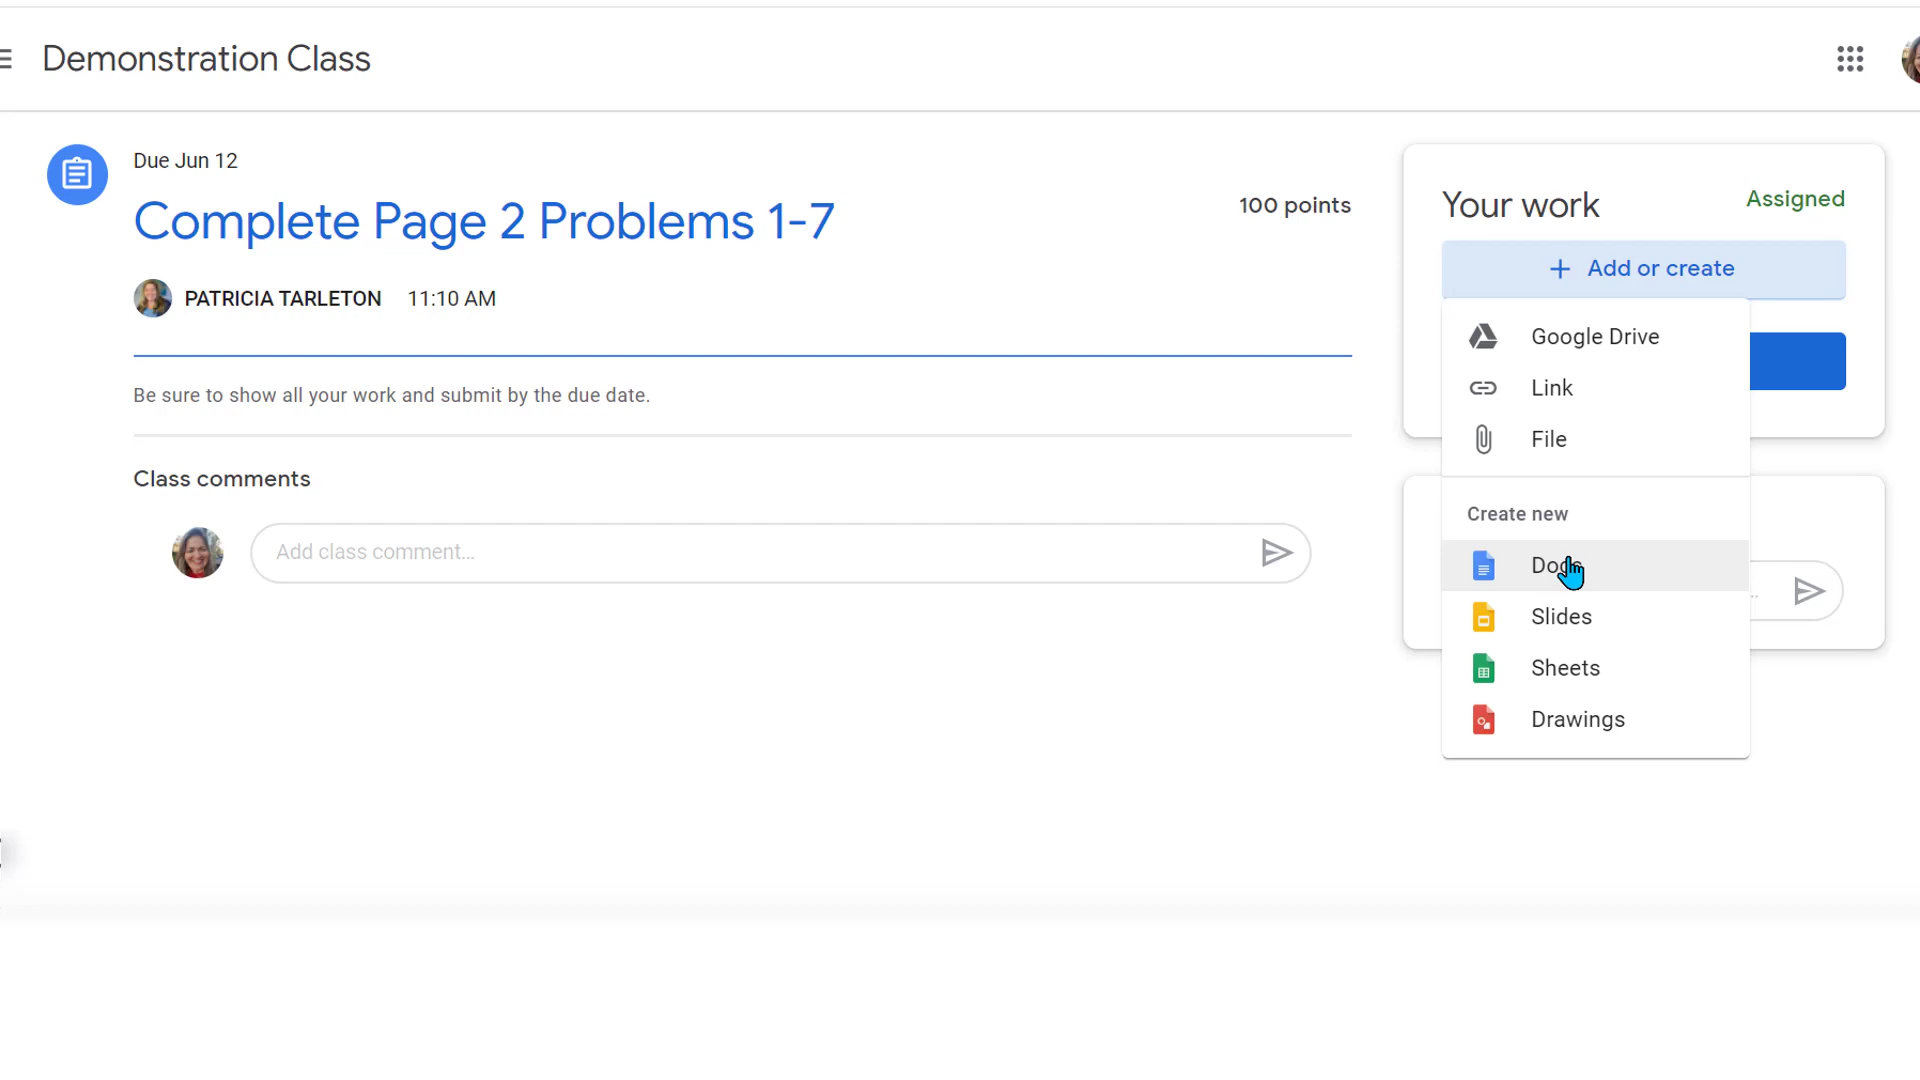 Demonstration Class
Due Jun 12
Complete Page 2 Problems 1-7
100 points
PATRICIA TARLETON 11:10 AM
Be sure to show all your work and submit by the due date.
Class comments
Add class comment...
Your work
Assigned
+ Add or create
Google Drive
Link
File
Create new
Docs
Slides
Sheets
Drawings